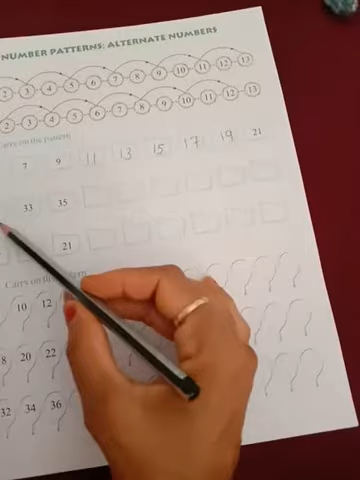 NUMBER PATTERNS: ALTERNATE NUMBERS
2 3 4 5 6 7 8 9 10 11 12 13
2 3 4 5 6 7 8 9 10 11 12 13
Carry on the pattern
7 9 11 13 15 17 19 21
33 35
21
Carry on the pattern
10 12
8 20 22
32 34 36